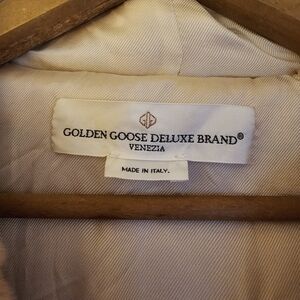 GOLDEN GOOSE DELUXE BRAND®
VENEZIA
MADE IN ITALY.